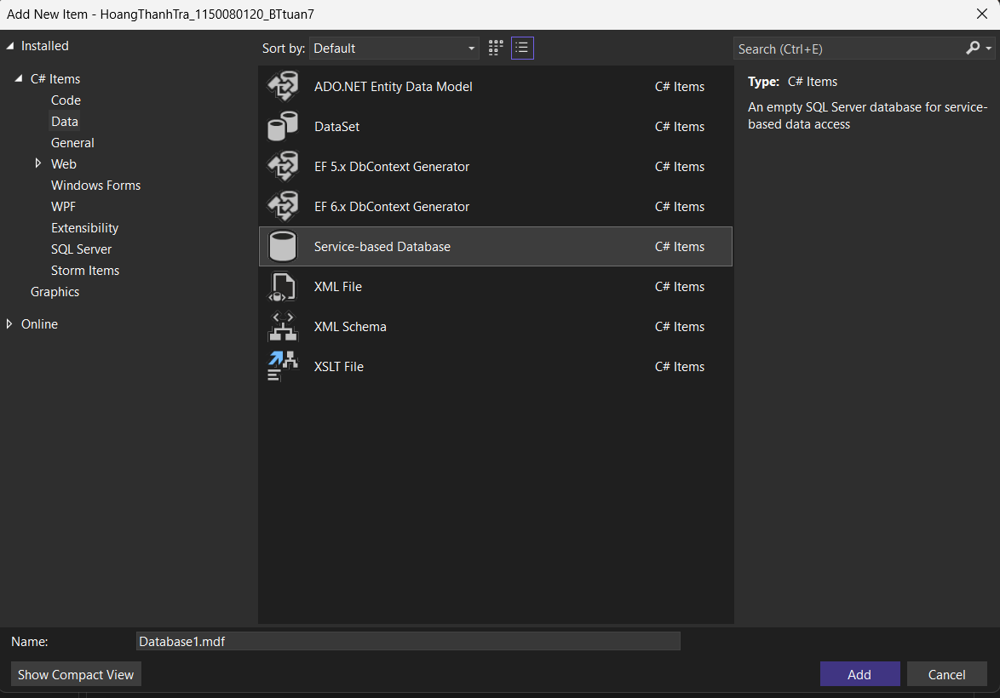 Add New Item - HoangThanhTra_1150080120_BTtuan7
Installed
C# Items
Code
Data
General
Web
Windows Forms
WPF
Extensibility
SQL Server
Storm Items
Graphics
Online
Sort by: Default
ADO.NET Entity Data Model C# Items
DataSet C# Items
EF 5.x DbContext Generator C# Items
EF 6.x DbContext Generator C# Items
Service-based Database C# Items
XML File C# Items
XML Schema C# Items
XSLT File C# Items
Search (Ctrl+E)
Type: C# Items
An empty SQL Server database for service-
based data access
Name: Database1.mdf
Show Compact View
Add Cancel